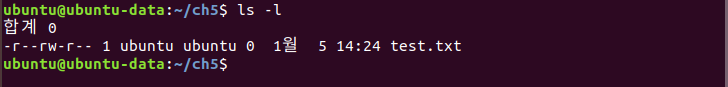 ubuntu@ubuntu-data:~/ch5$ ls -l
합계 0
-r--rw-r-- 1 ubuntu ubuntu 0  1월  5 14:24 test.txt
ubuntu@ubuntu-data:~/ch5$